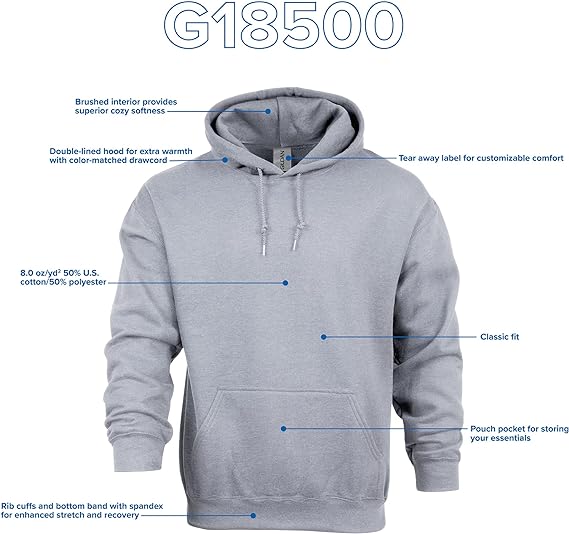 G18500
Brushed interior provides
superior cozy softness
Double-lined hood for extra warmth
with color-matched drawcord
GILDAN
Tear away label for customizable comfort
8.0 oz/yd² 50% U.S.
cotton/50% polyester
Classic fit
Pouch pocket for storing
your essentials
Rib cuffs and bottom band with spandex
for enhanced stretch and recovery